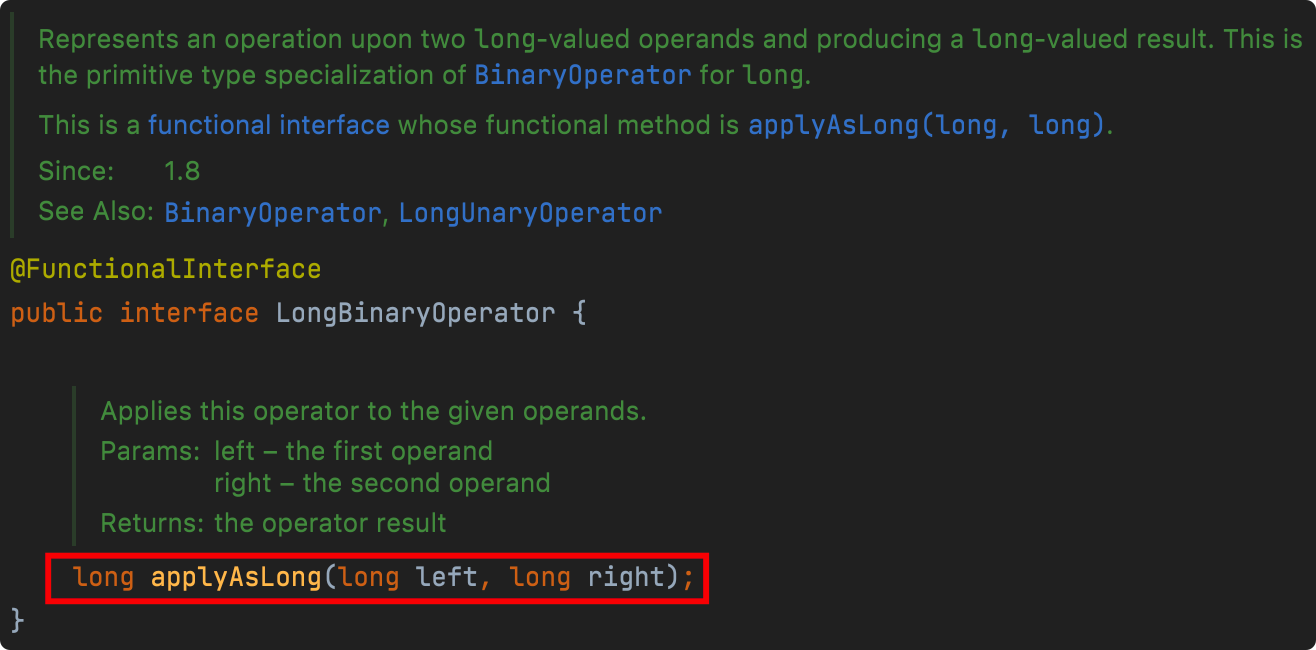 Represents an operation upon two long-valued operands and producing a long-valued result. This is
the primitive type specialization of BinaryOperator for long.
This is a functional interface whose functional method is applyAsLong(long, long).
Since: 1.8
See Also: BinaryOperator, LongUnaryOperator
@FunctionalInterface
public interface LongBinaryOperator {
Applies this operator to the given operands.
Params: left – the first operand
right – the second operand
Returns: the operator result
long applyAsLong(long left, long right);
}